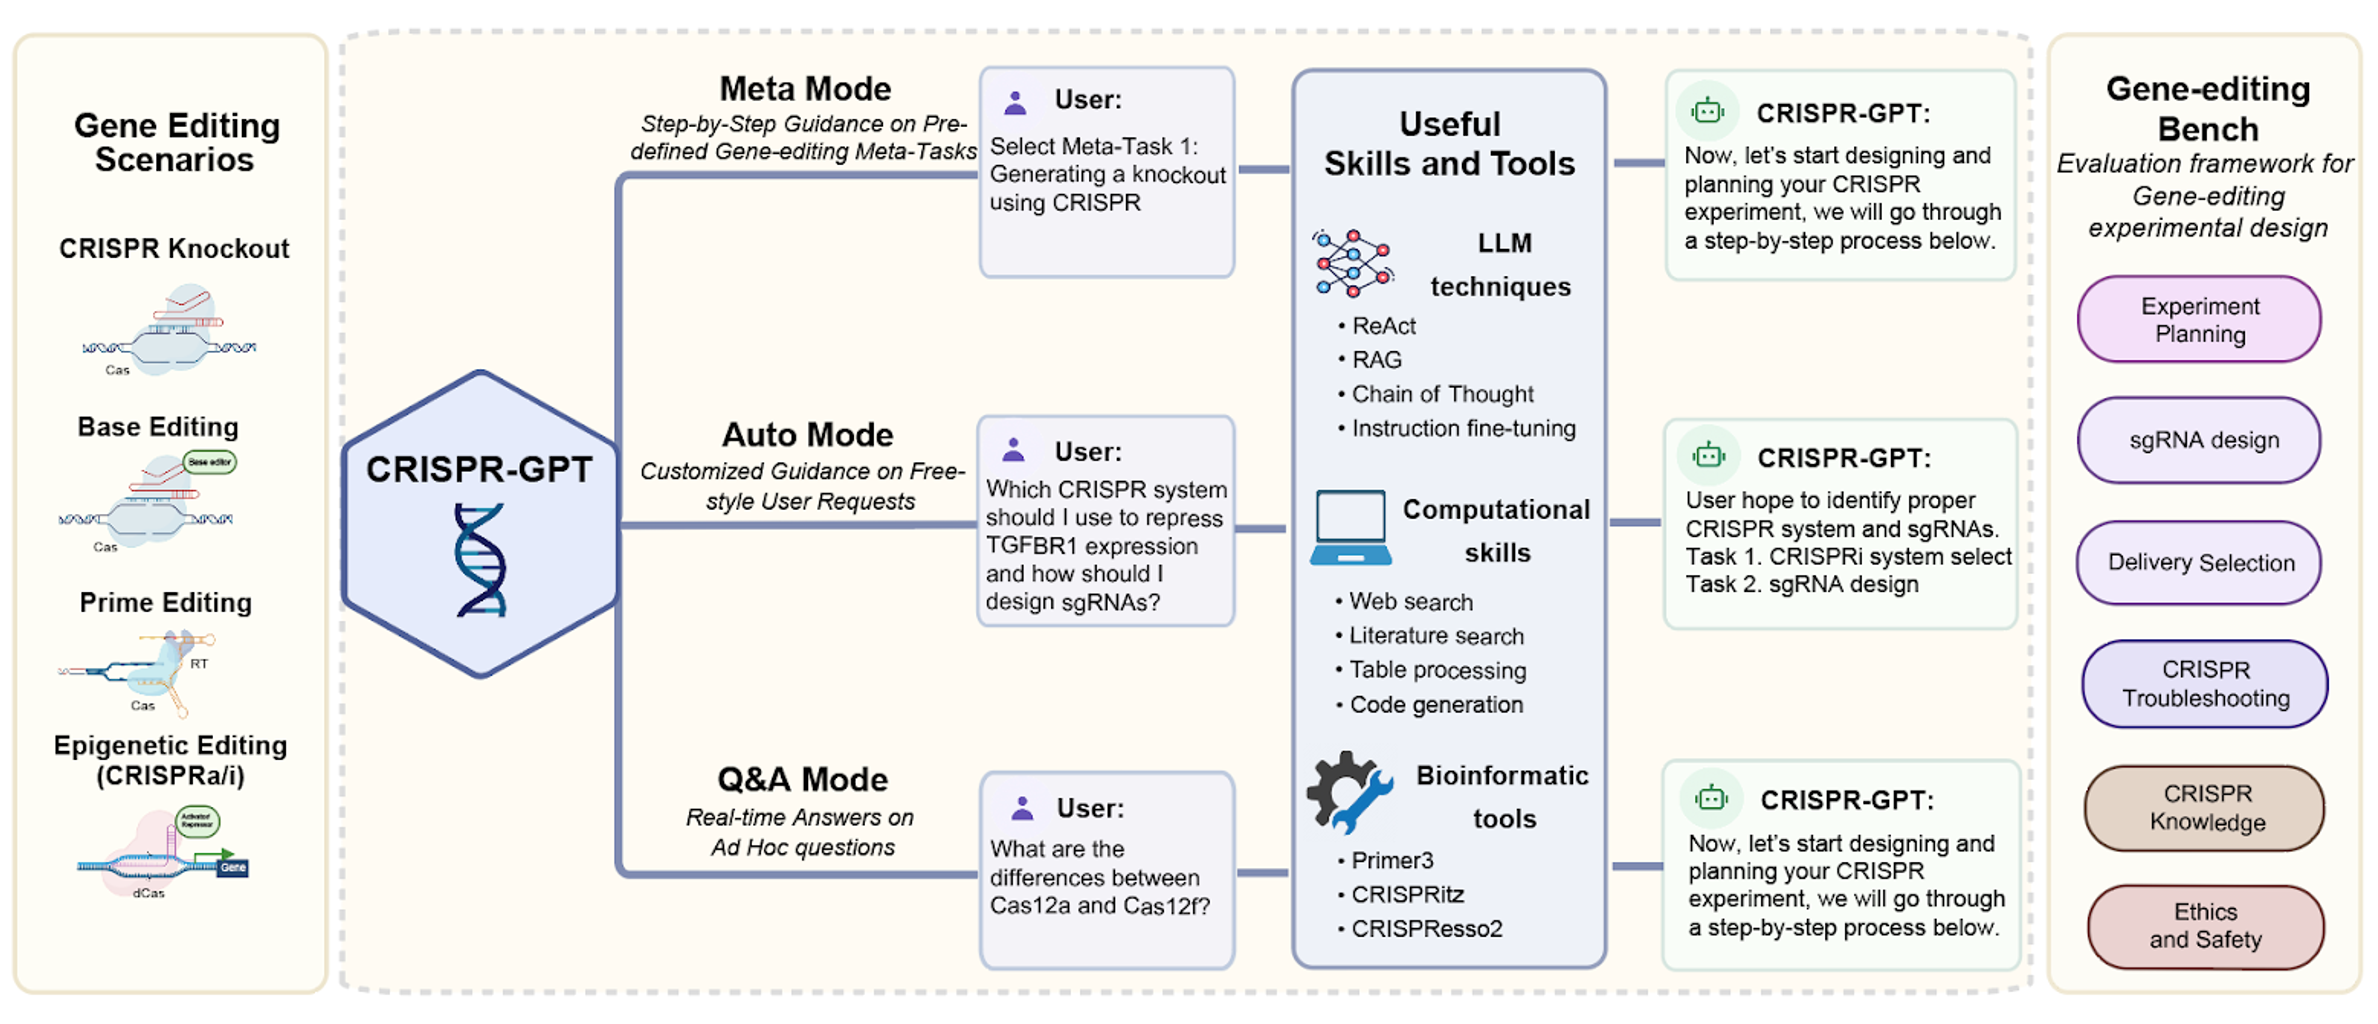 Gene Editing
Scenarios
CRISPR Knockout
Cas
Base Editing
Base editor
Cas
Prime Editing
RT
Cas
Epigenetic Editing
(CRISPRa/i)
Activator/
Repressor
Gene
dCas
CRISPR-GPT
Meta Mode
Step-by-Step Guidance on Pre-
defined Gene-editing Meta-Tasks
User:
Select Meta-Task 1:
Generating a knockout
using CRISPR
Auto Mode
Customized Guidance on Free-
style User Requests
User:
Which CRISPR system
should I use to repress
TGFBR1 expression
and how should I
design sgRNAs?
Q&A Mode
Real-time Answers on
Ad Hoc questions
User:
What are the
differences between
Cas12a and Cas12f?
Useful
Skills and Tools
LLM
techniques
• ReAct
• RAG
• Chain of Thought
• Instruction fine-tuning
Computational
skills
• Web search
• Literature search
• Table processing
• Code generation
Bioinformatic
tools
• Primer3
• CRISPRitz
• CRISPResso2
CRISPR-GPT:
Now, let's start designing and
planning your CRISPR
experiment, we will go through
a step-by-step process below.
CRISPR-GPT:
User hope to identify proper
CRISPR system and sgRNAs.
Task 1. CRISPRi system select
Task 2. sgRNA design
CRISPR-GPT:
Now, let's start designing and
planning your CRISPR
experiment, we will go through
a step-by-step process below.
Gene-editing
Bench
Evaluation framework for
Gene-editing
experimental design
Experiment
Planning
sgRNA design
Delivery Selection
CRISPR
Troubleshooting
CRISPR
Knowledge
Ethics
and Safety